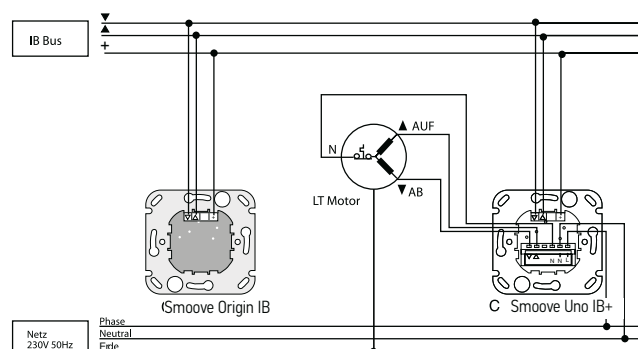 ▼
▲
+
IB Bus
▲ AUF
N
▼ AB
LT Motor
▽ △
N N L
Smoove Origin IB
C Smoove Uno IB+
Phase
Netz
230V 50Hz
Neutral
Erde